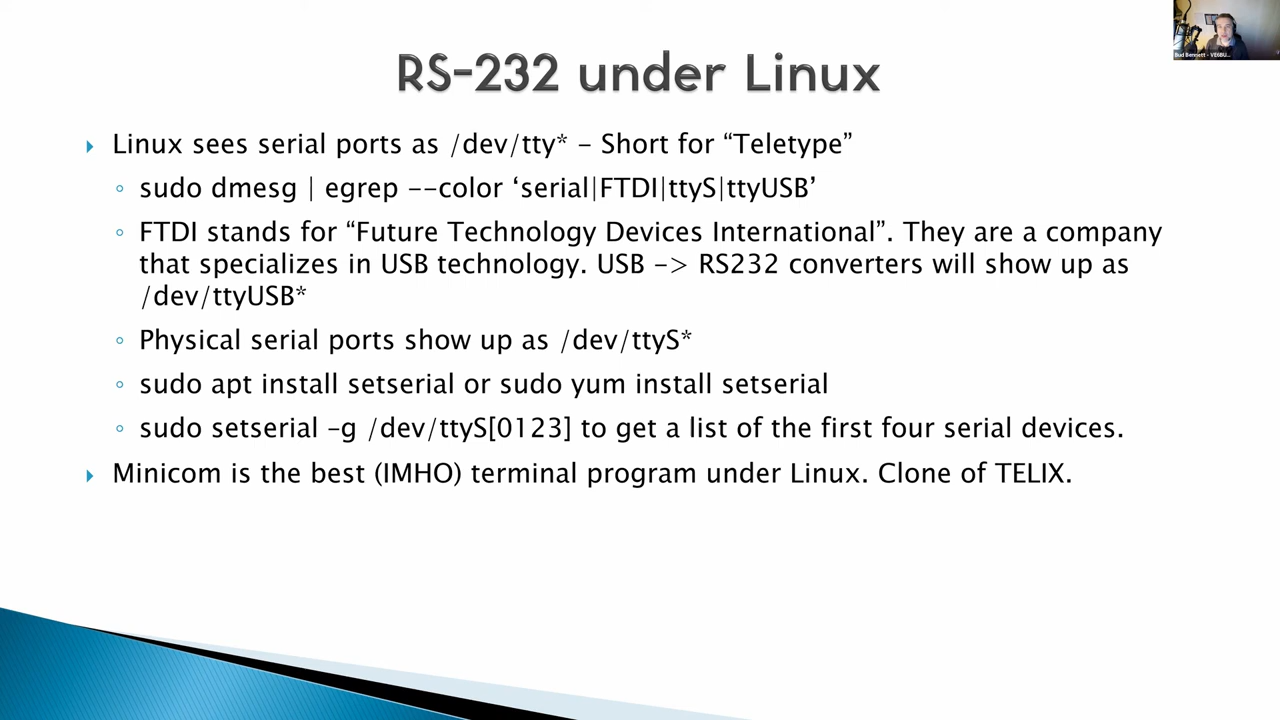 RS-232 under Linux
Linux sees serial ports as /dev/tty* – Short for “Teletype”
sudo dmesg | egrep --color ‘serial|FTDI|ttyS|ttyUSB’
FTDI stands for “Future Technology Devices International”. They are a company
that specializes in USB technology. USB -> RS232 converters will show up as
/dev/ttyUSB*
Physical serial ports show up as /dev/ttyS*
sudo apt install setserial or sudo yum install setserial
sudo setserial –g /dev/ttyS[0123] to get a list of the first four serial devices.
Minicom is the best (IMHO) terminal program under Linux. Clone of TELIX.
Bud Bennett - VE6BU...